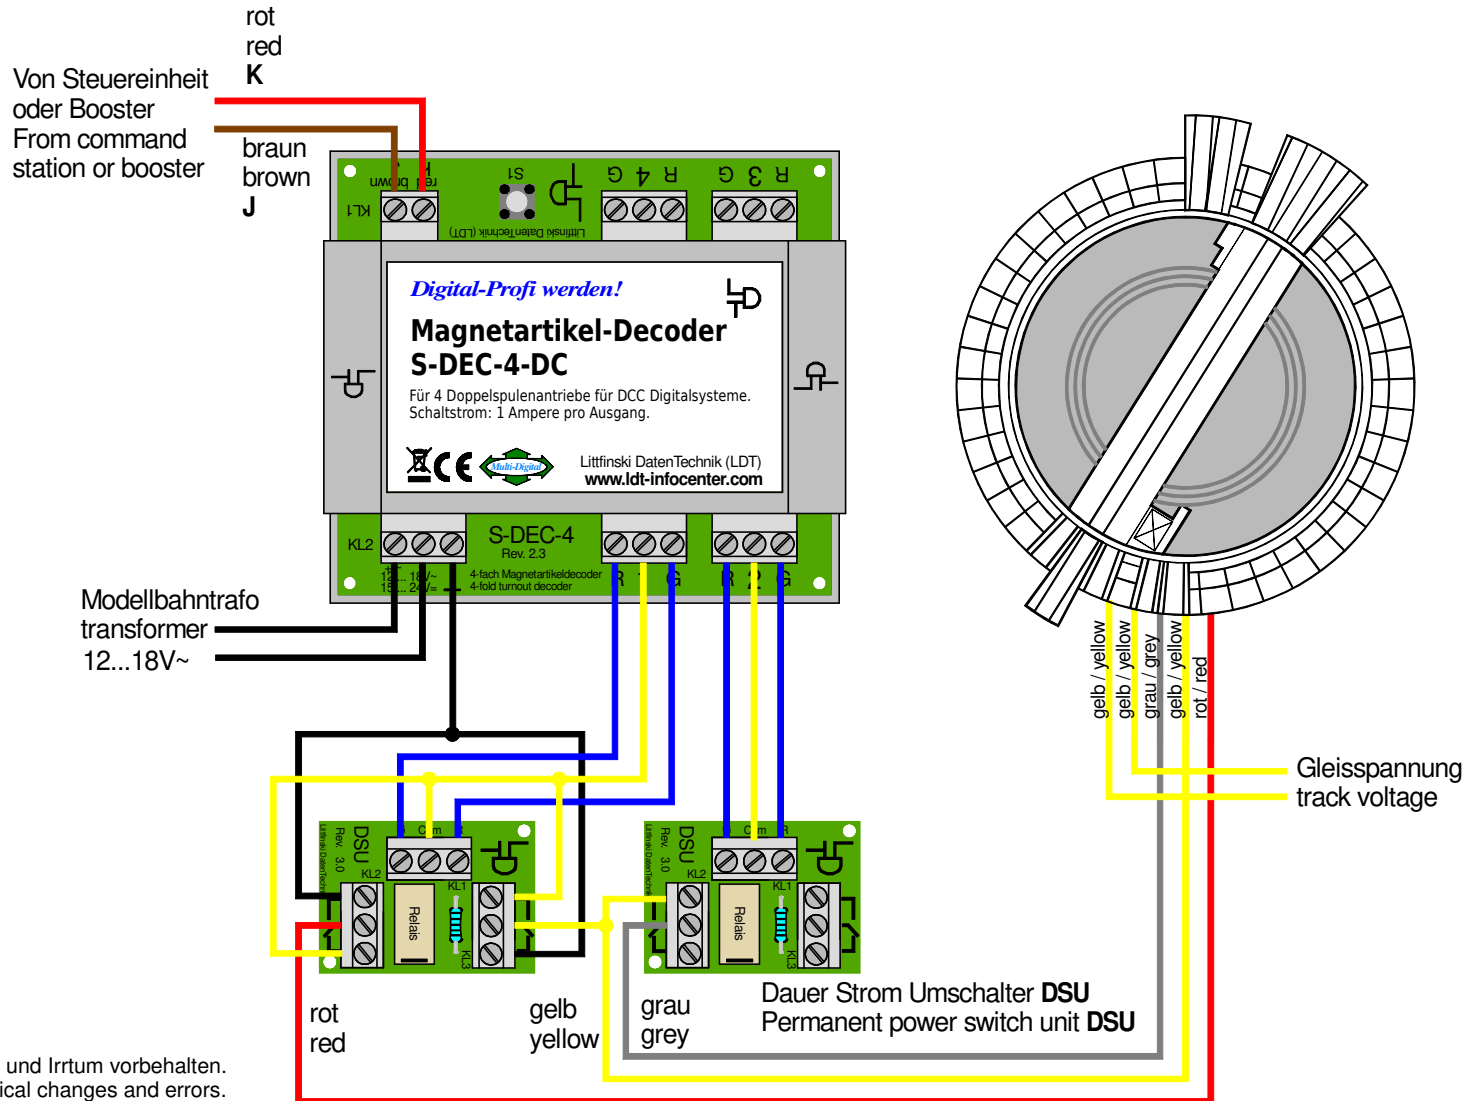 rot
red
K
Von Steuereinheit
oder Booster
From command
station or booster
braun
brown
J
KL1
S1
Littfinski DatenTechnik (LDT)
G 4 R
G 3 R
Digital-Profi werden!
Magnetartikel-Decoder
S-DEC-4-DC
Für 4 Doppelspulenantriebe für DCC Digitalsysteme.
Schaltstrom: 1 Ampere pro Ausgang.
CE
Multi-Digital
Littfinski DatenTechnik (LDT)
www.ldt-infocenter.com
KL2
S-DEC-4
Rev. 2.3
4-fach Magnetartikeldecoder
4-fold turnout decoder
R 1 G
R 2 G
Modellbahntrafo
transformer
12...18V~
gelb / yellow
gelb / yellow
grau / grey
gelb / yellow
rot / red
Gleisspannung
track voltage
DSU
Rev. 3.0
KL2
KL1
Relais
KL3
DSU
Rev. 3.0
KL2
KL1
Relais
KL3
rot
red
gelb
yellow
grau
grey
Dauer Strom Umschalter DSU
Permanent power switch unit DSU
und Irrtum vorbehalten.
ical changes and errors.